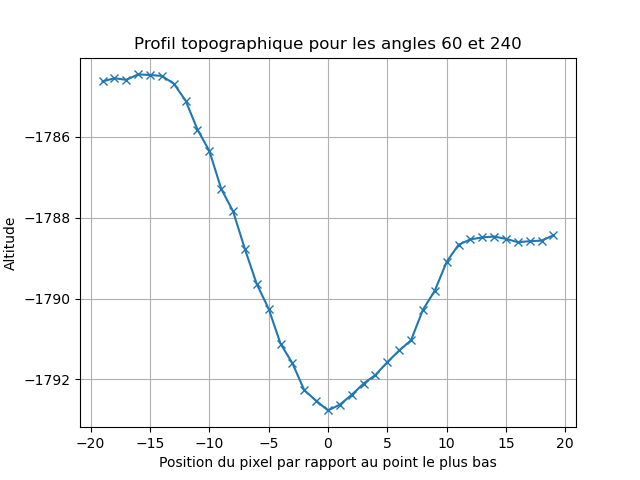 Profil topographique pour les angles 60 et 240
Altitude
−1786
−1788
−1790
−1792
−20 −15 −10 −5 0 5 10 15 20
Position du pixel par rapport au point le plus bas